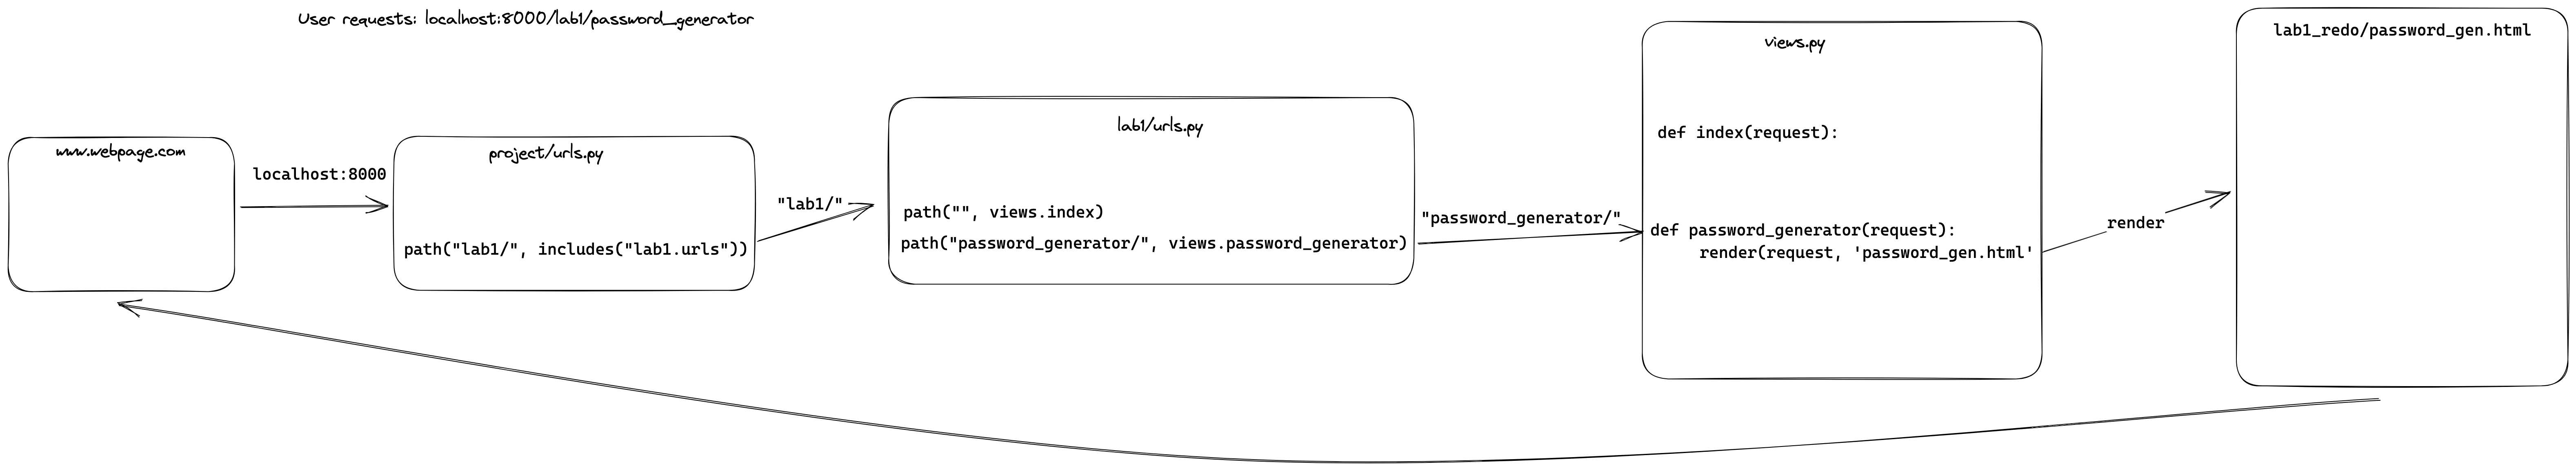 User requests: localhost:8000/lab1/password_generator
www.webpage.com
localhost:8000
project/urls.py
path("lab1/", includes("lab1.urls"))
"lab1/"
lab1/urls.py
path("", views.index)
path("password_generator/", views.password_generator)
"password_generator/"
views.py
def index(request):
def password_generator(request):
render(request, 'password_gen.html'
render
lab1_redo/password_gen.html